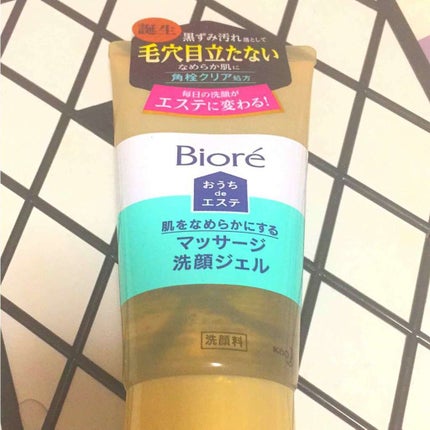 誕生
黒ずみ汚れ落として
毛穴目立たない
なめらか肌に
角栓クリア処方
毎日の洗顔が
エステに変わる!
Bioré
おうち
de
エステ
肌をなめらかにする
マッサージ
洗顔ジェル
洗顔料